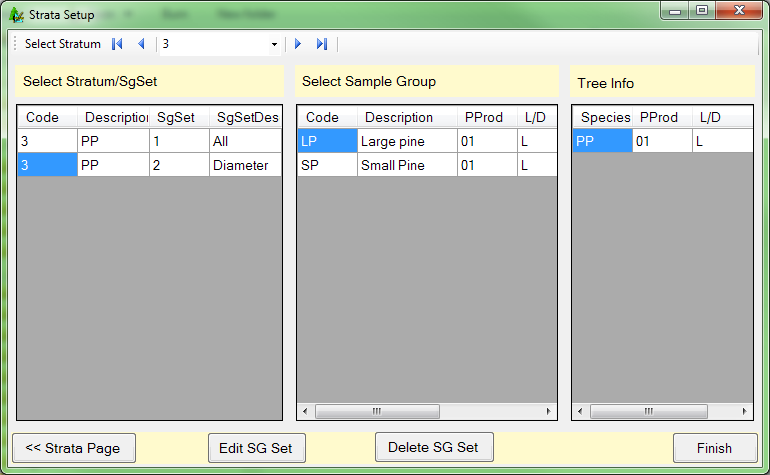 Strata Setup
Select Stratum 3
Select Stratum/SgSet
Code Description SgSet SgSetDes
3 PP 1 All
3 PP 2 Diameter
Select Sample Group
Code Description PProd L/D
LP Large pine 01 L
SP Small Pine 01 L
Tree Info
Species PProd L/D
PP 01 L
<< Strata Page Edit SG Set Delete SG Set Finish